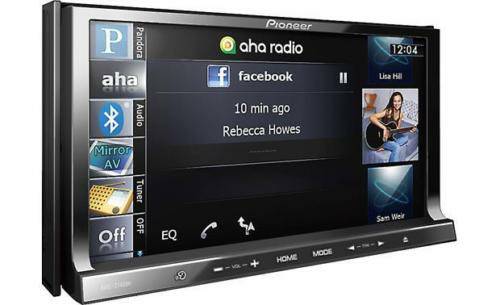 Pioneer
P
Pandora
aha
Audio
Mirror
AV
Tuner
OFF
Off
aha radio
12:04
facebook
10 min ago
Rebecca Howes
Lisa Hill
Sam Weir
EQ
A
- VOL +
HOME
MODE
TRK